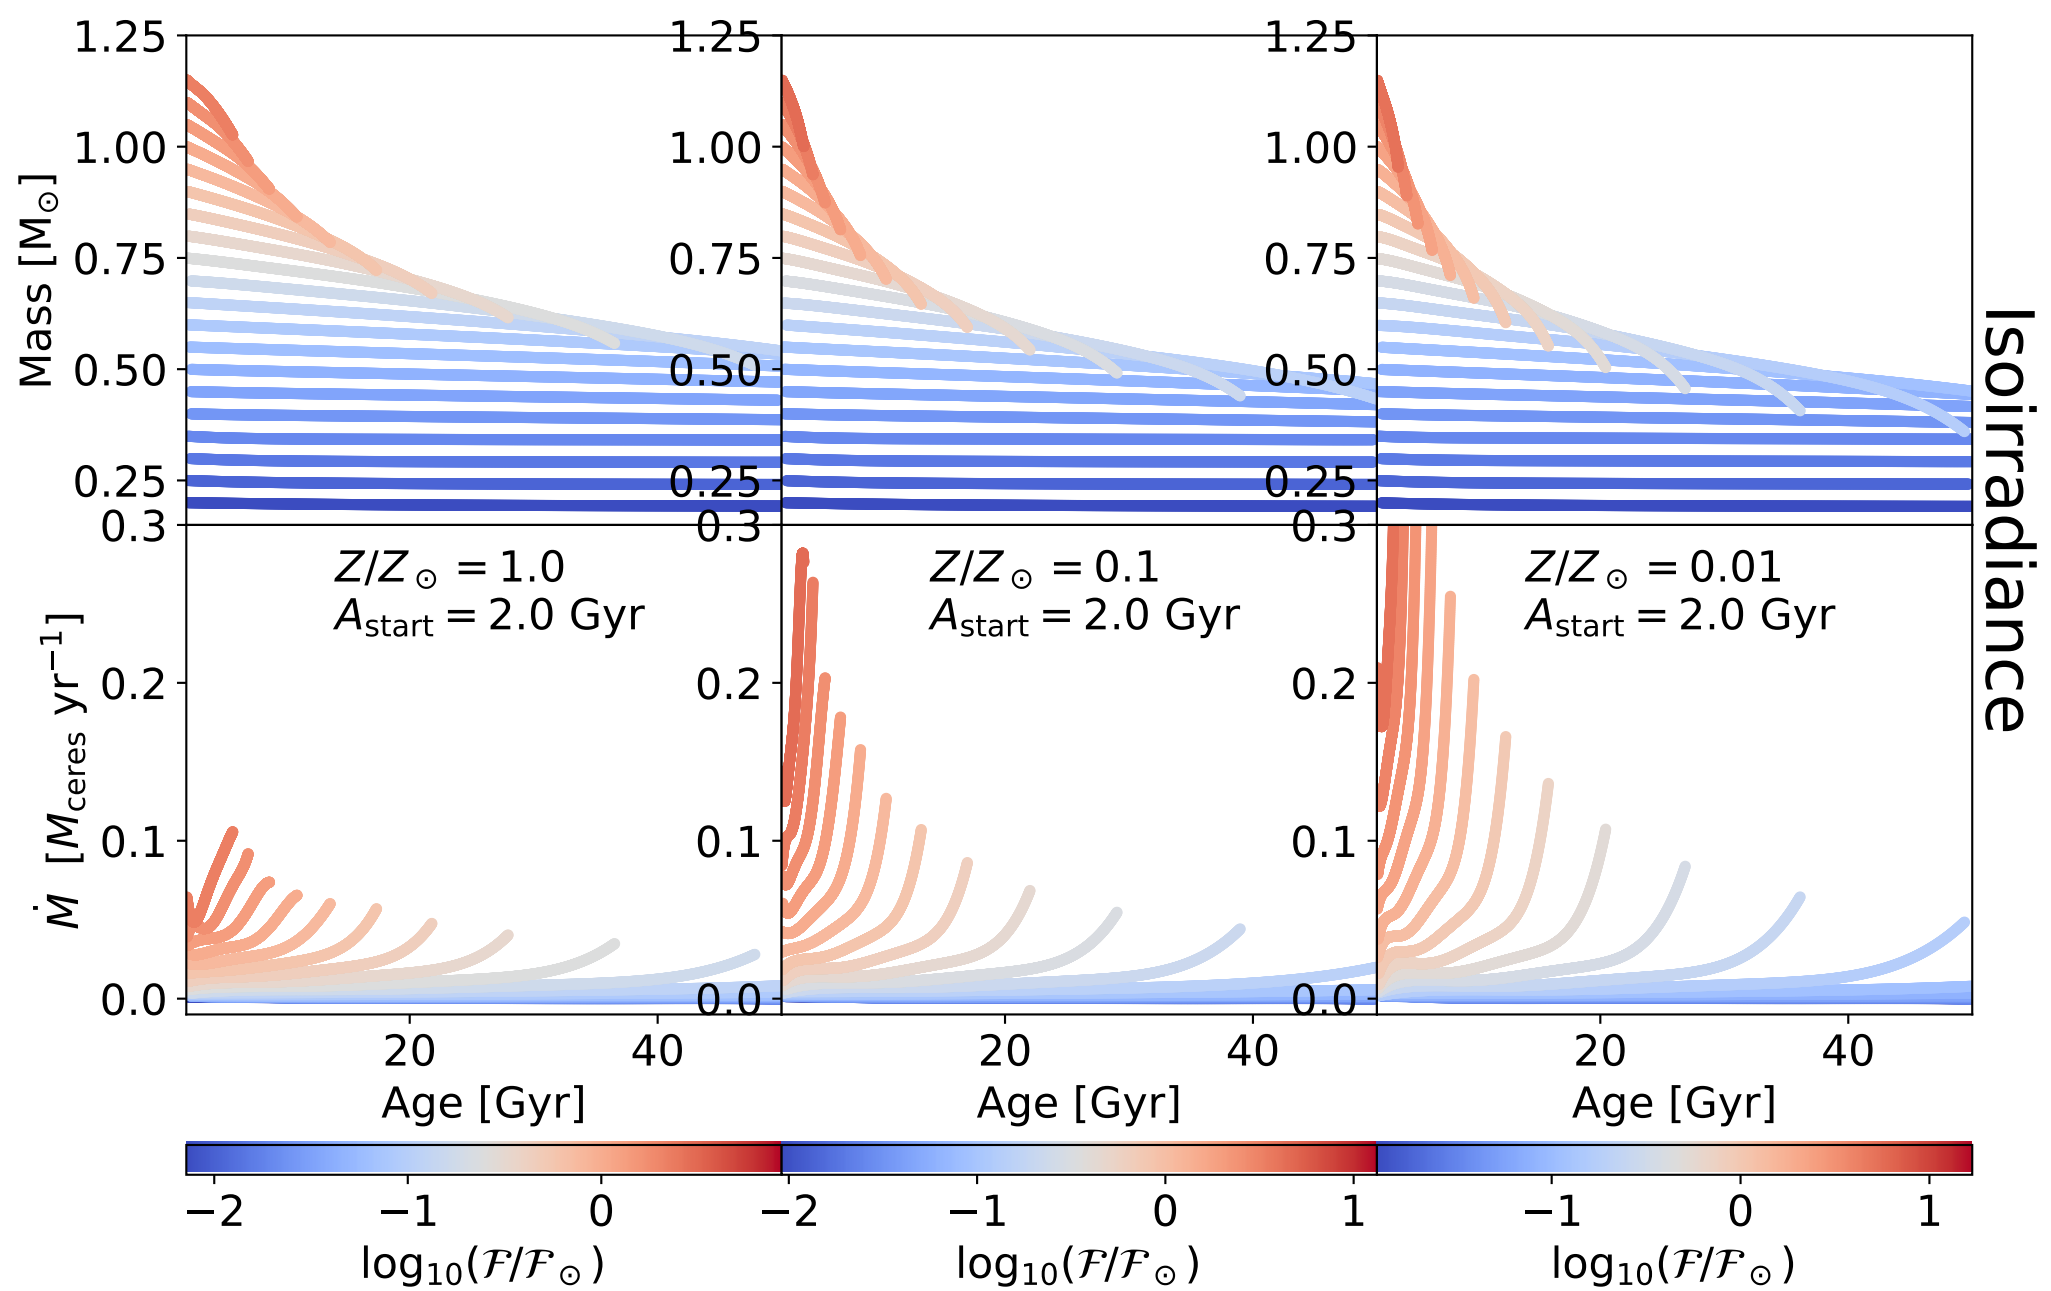 1.25
1.00
0.75
0.50
0.25
Mass [M⊙]
1.25
1.00
0.75
0.50
0.25
1.25
1.00
0.75
0.50
0.25
Isoirradiance
0.3
0.2
0.1
0.0
Ṁ [Mceres yr−1]
Z/Z⊙ = 1.0
Astart = 2.0 Gyr
0.3
0.2
0.1
0.0
Z/Z⊙ = 0.1
Astart = 2.0 Gyr
0.3
0.2
0.1
0.0
Z/Z⊙ = 0.01
Astart = 2.0 Gyr
20 40
Age [Gyr]
20 40
Age [Gyr]
20 40
Age [Gyr]
−2 −1 0
log10(ℱ/ℱ⊙)
−2 −1 0 1
log10(ℱ/ℱ⊙)
−1 0 1
log10(ℱ/ℱ⊙)